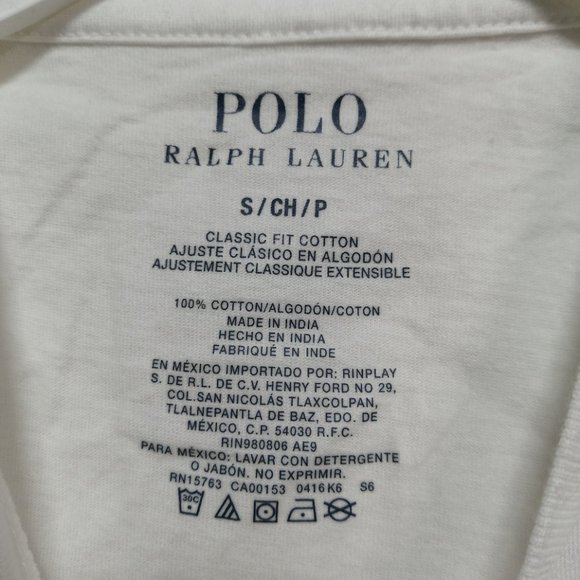 POLO
RALPH LAUREN
S/CH/P
CLASSIC FIT COTTON
AJUSTE CLÁSICO EN ALGODÓN
AJUSTEMENT CLASSIQUE EXTENSIBLE
100% COTTON/ALGODÓN/COTON
MADE IN INDIA
HECHO EN INDIA
FABRIQUÉ EN INDE
EN MÉXICO IMPORTADO POR: RINPLAY
S. DE R.L. DE C.V. HENRY FORD NO 29,
COL.SAN NICOLÁS TLAXCOLPAN,
TLALNEPANTLA DE BAZ, EDO. DE
MÉXICO, C.P. 54030 R.F.C.
RIN980806 AE9
PARA MÉXICO: LAVAR CON DETERGENTE
O JABÓN. NO EXPRIMIR.
RN15763 CA00153 0416K6 S6
30C